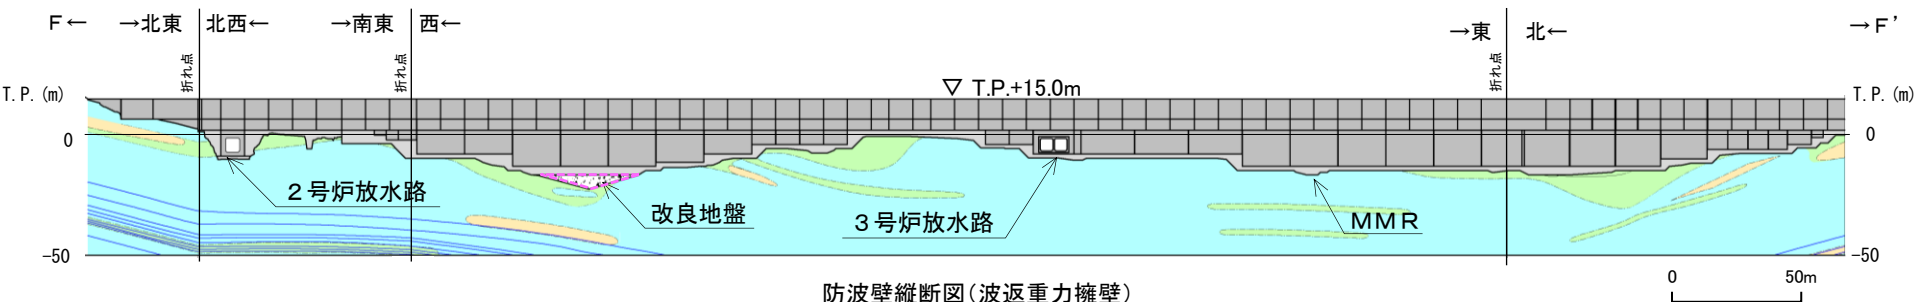 F← →北東 北西← →南東 西← →東 北← →F'
折れ点 折れ点 折れ点
T.P.(m) ▽ T.P.+15.0m T.P.(m)
0 0
2号炉放水路 改良地盤 3号炉放水路 MMR
-50 -50
0 50m
防波壁縦断図(波返重力擁壁)